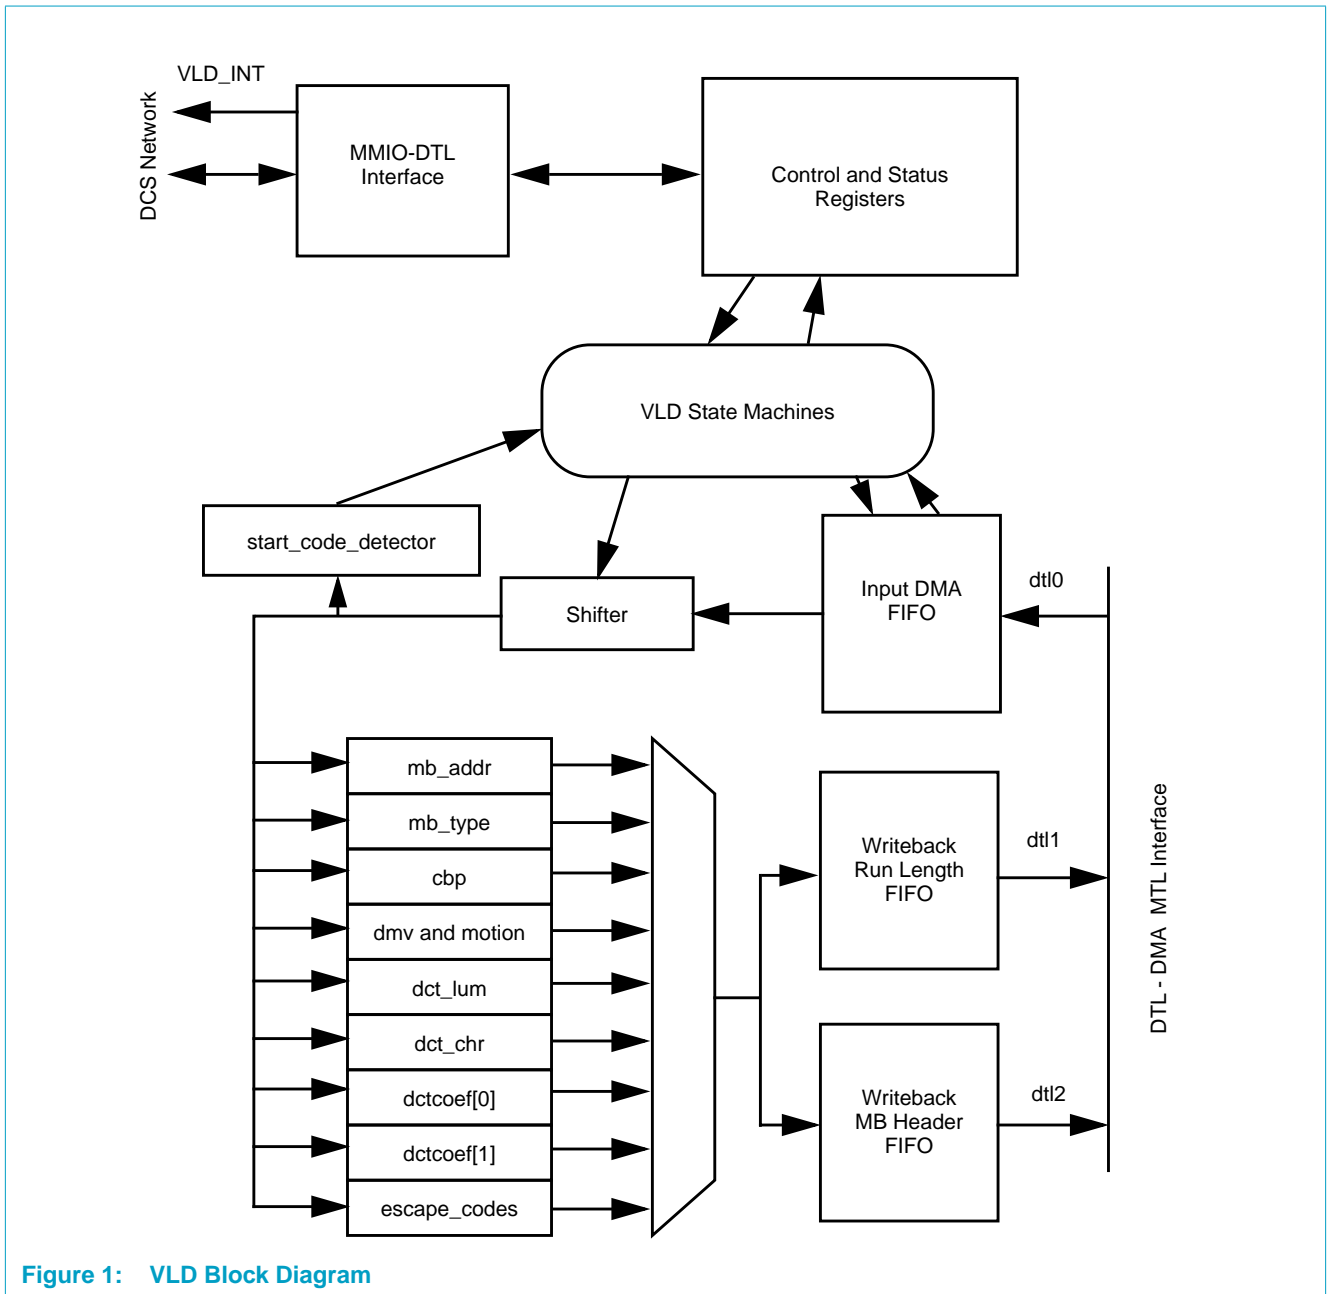 VLD_INT
DCS Network
MMIO-DTL
Interface
Control and Status
Registers
VLD State Machines
start_code_detector
Shifter
Input DMA
FIFO
dtl0
mb_addr
mb_type
cbp
dmv and motion
dct_lum
dct_chr
dctcoef[0]
dctcoef[1]
escape_codes
Writeback
Run Length
FIFO
dtl1
Writeback
MB Header
FIFO
dtl2
DTL - DMA MTL Interface
Figure 1: VLD Block Diagram